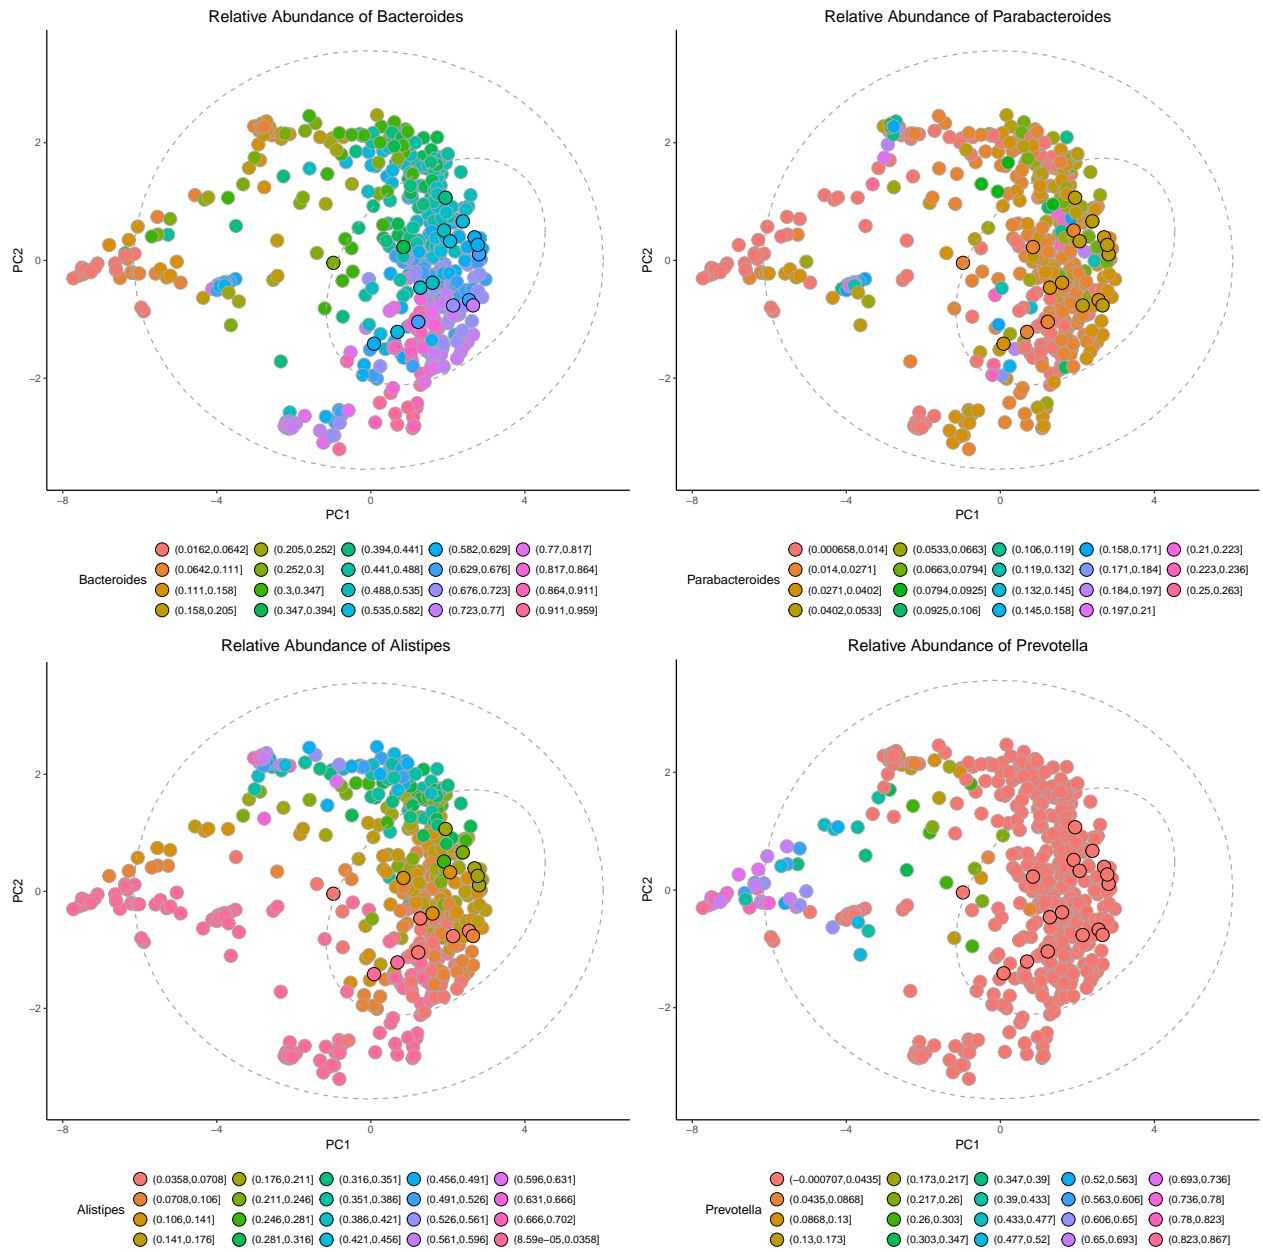 Relative Abundance of Bacteroides
2
0
−2
PC2
−8
−4
0
4
PC1
Bacteroides
(0.0162,0.0642] (0.205,0.252] (0.394,0.441] (0.582,0.629] (0.77,0.817]
(0.0642,0.111] (0.252,0.3] (0.441,0.488] (0.629,0.676] (0.817,0.864]
(0.111,0.158] (0.3,0.347] (0.488,0.535] (0.676,0.723] (0.864,0.911]
(0.158,0.205] (0.347,0.394] (0.535,0.582] (0.723,0.77] (0.911,0.959]
Relative Abundance of Parabacteroides
2
0
−2
PC2
−8
−4
0
4
PC1
Parabacteroides
(0.000658,0.014] (0.0533,0.0663] (0.106,0.119] (0.158,0.171] (0.21,0.223]
(0.014,0.0271] (0.0663,0.0794] (0.119,0.132] (0.171,0.184] (0.223,0.236]
(0.0271,0.0402] (0.0794,0.0925] (0.132,0.145] (0.184,0.197] (0.25,0.263]
(0.0402,0.0533] (0.0925,0.106] (0.145,0.158] (0.197,0.21]
Relative Abundance of Alistipes
2
0
−2
PC2
−8
−4
0
4
PC1
Alistipes
(0.0358,0.0708] (0.176,0.211] (0.316,0.351] (0.456,0.491] (0.596,0.631]
(0.0708,0.106] (0.211,0.246] (0.351,0.386] (0.491,0.526] (0.631,0.666]
(0.106,0.141] (0.246,0.281] (0.386,0.421] (0.526,0.561] (0.666,0.702]
(0.141,0.176] (0.281,0.316] (0.421,0.456] (0.561,0.596] (8.59e−05,0.0358]
Relative Abundance of Prevotella
2
0
−2
PC2
−8
−4
0
4
PC1
Prevotella
(−0.000707,0.0435] (0.173,0.217] (0.347,0.39] (0.52,0.563] (0.693,0.736]
(0.0435,0.0868] (0.217,0.26] (0.39,0.433] (0.563,0.606] (0.736,0.78]
(0.0868,0.13] (0.26,0.303] (0.433,0.477] (0.606,0.65] (0.78,0.823]
(0.13,0.173] (0.303,0.347] (0.477,0.52] (0.65,0.693] (0.823,0.867]